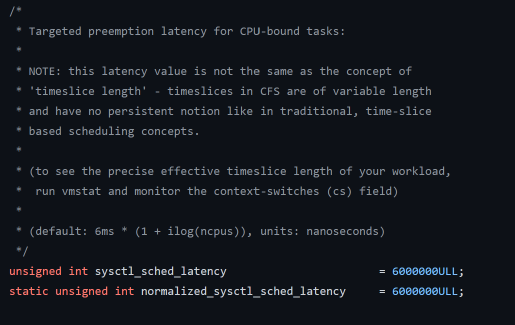 /*
 * Targeted preemption latency for CPU-bound tasks:
 *
 * NOTE: this latency value is not the same as the concept of
 * 'timeslice length' - timeslices in CFS are of variable length
 * and have no persistent notion like in traditional, time-slice
 * based scheduling concepts.
 *
 * (to see the precise effective timeslice length of your workload,
 *  run vmstat and monitor the context-switches (cs) field)
 *
 * (default: 6ms * (1 + ilog(ncpus)), units: nanoseconds)
 */
unsigned int sysctl_sched_latency = 6000000ULL;
static unsigned int normalized_sysctl_sched_latency = 6000000ULL;